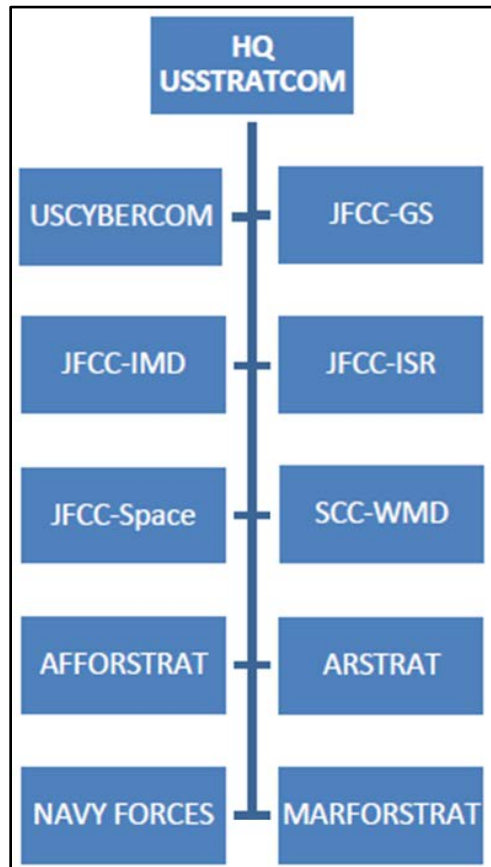 HQ
USSTRATCOM
USCYBERCOM
JFCC-GS
JFCC-IMD
JFCC-ISR
JFCC-Space
SCC-WMD
AFFORSTRAT
ARSTRAT
NAVY FORCES
MARFORSTRAT